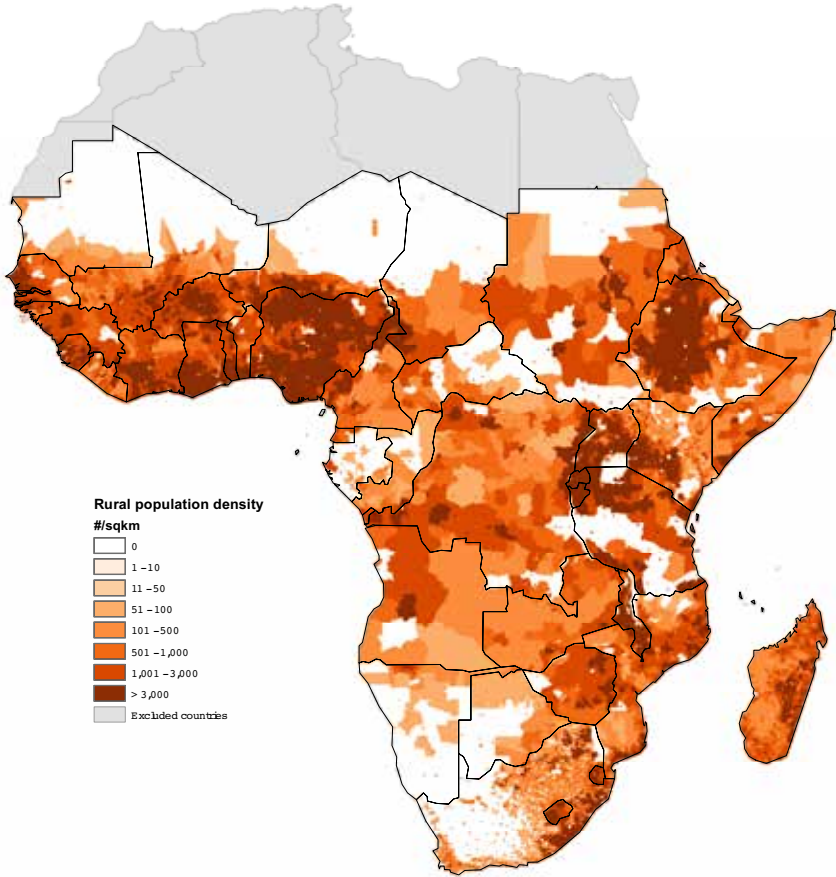 Rural population density
#/sqkm
0
1 – 10
11 – 50
51 – 100
101 – 500
501 – 1,000
1,001 – 3,000
> 3,000
Excluded countries